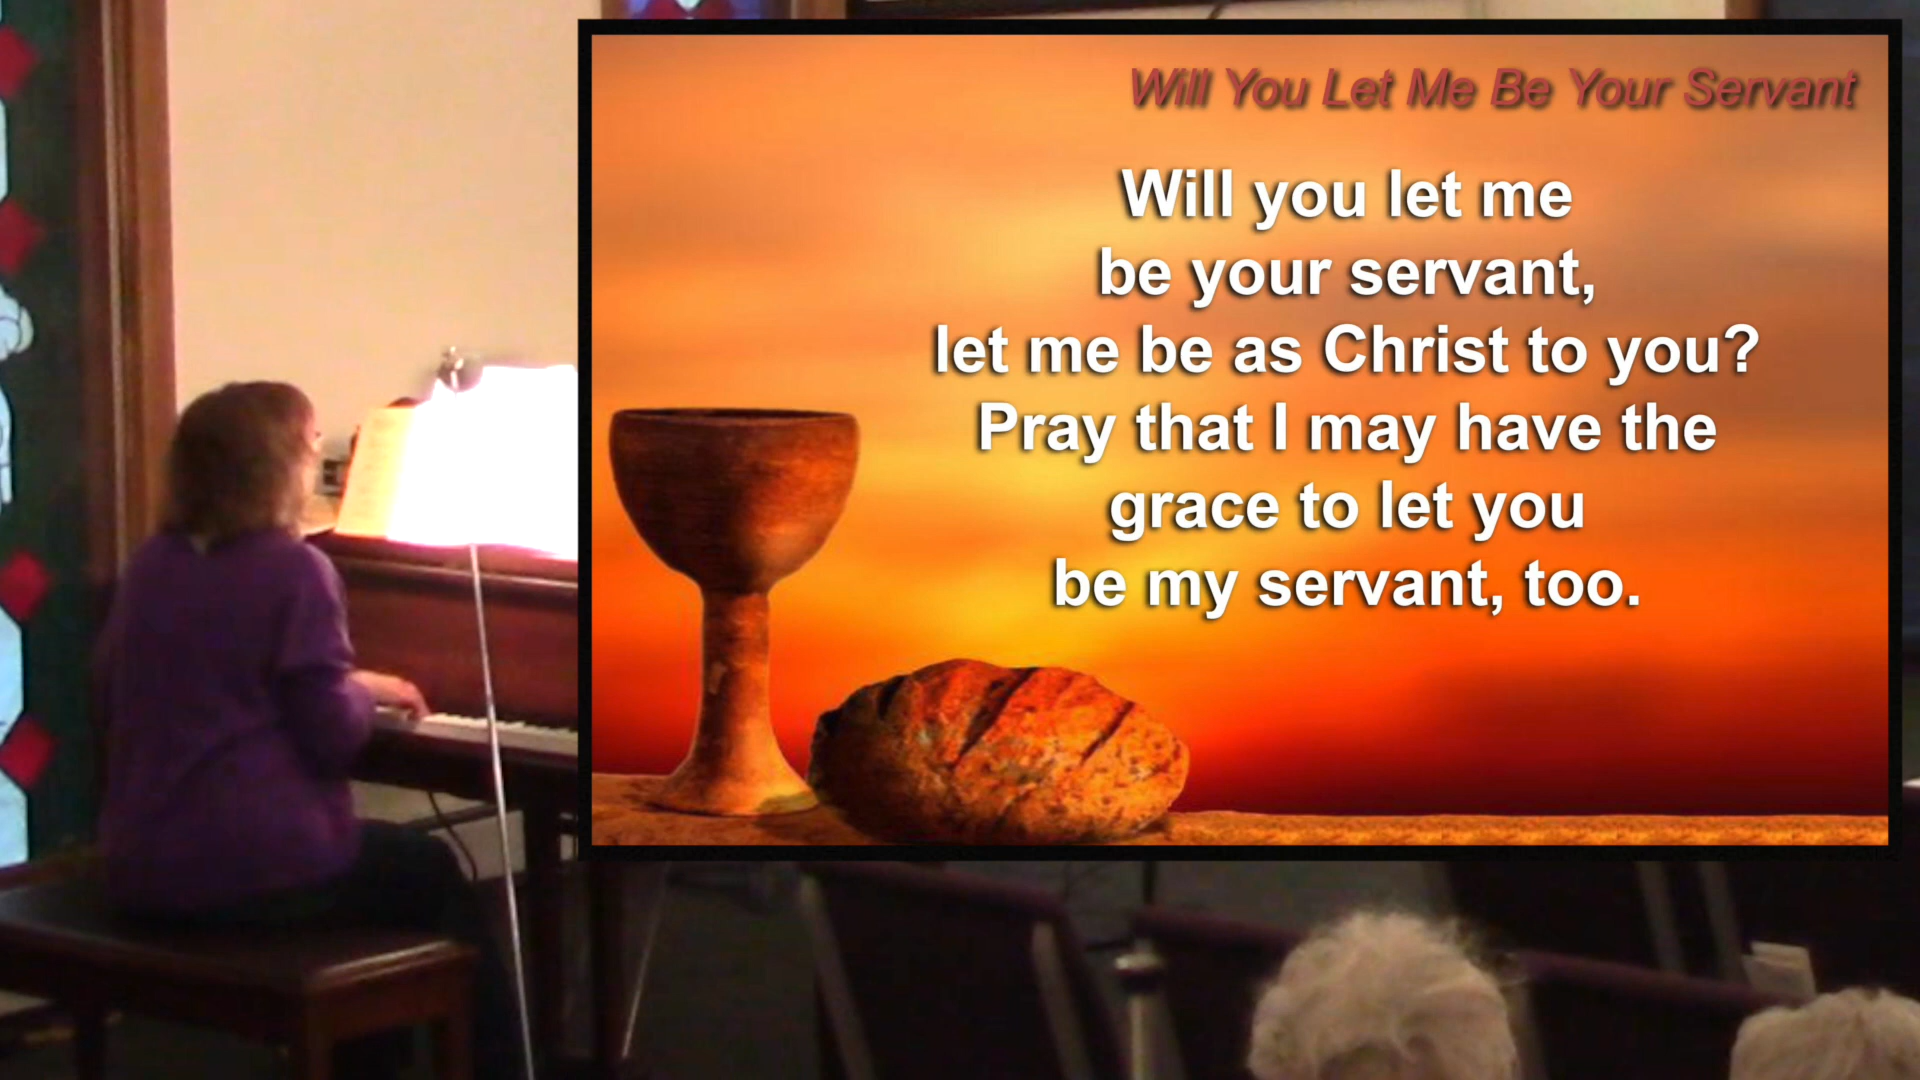 Will You Let Me Be Your Servant
Will you let me
be your servant,
let me be as Christ to you?
Pray that I may have the
grace to let you
be my servant, too.